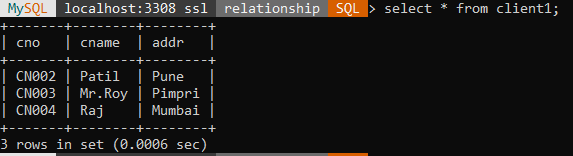 MySQL localhost:3308 ssl relationship SQL > select * from client1;
+-------+--------+--------+
| cno   | cname  | addr   |
+-------+--------+--------+
| CN002 | Patil  | Pune   |
| CN003 | Mr.Roy | Pimpri |
| CN004 | Raj    | Mumbai |
+-------+--------+--------+
3 rows in set (0.0006 sec)